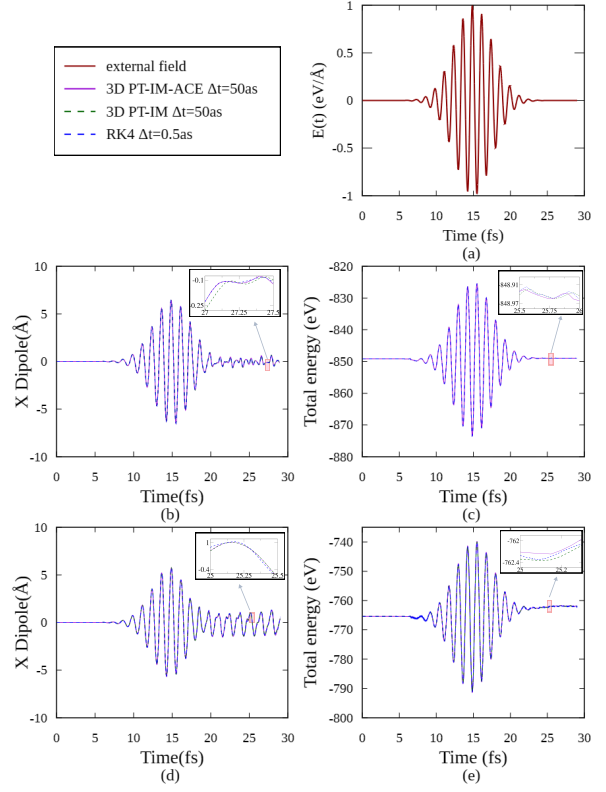 external field
3D PT-IM-ACE Δt=50as
3D PT-IM Δt=50as
RK4 Δt=0.5as
1
0.5
0
-0.5
-1
E(t) (eV/Å)
0 5 10 15 20 25 30
Time (fs)
(a)
10
5
0
-5
-10
X Dipole(Å)
-0.1
0.25
27 27.25 27.5
0 5 10 15 20 25 30
Time(fs)
(b)
-820
-830
-840
-850
-860
-870
-880
Total energy (eV)
-848.91
-848.97
25.5 25.75 26
0 5 10 15 20 25 30
Time (fs)
(c)
10
5
0
-5
-10
X Dipole(Å)
1
-0.4
25 25.25 25.5
0 5 10 15 20 25 30
Time(fs)
(d)
-740
-750
-760
-770
-780
-790
-800
Total energy (eV)
-762
-762.4
25 25.2
0 5 10 15 20 25 30
Time (fs)
(e)